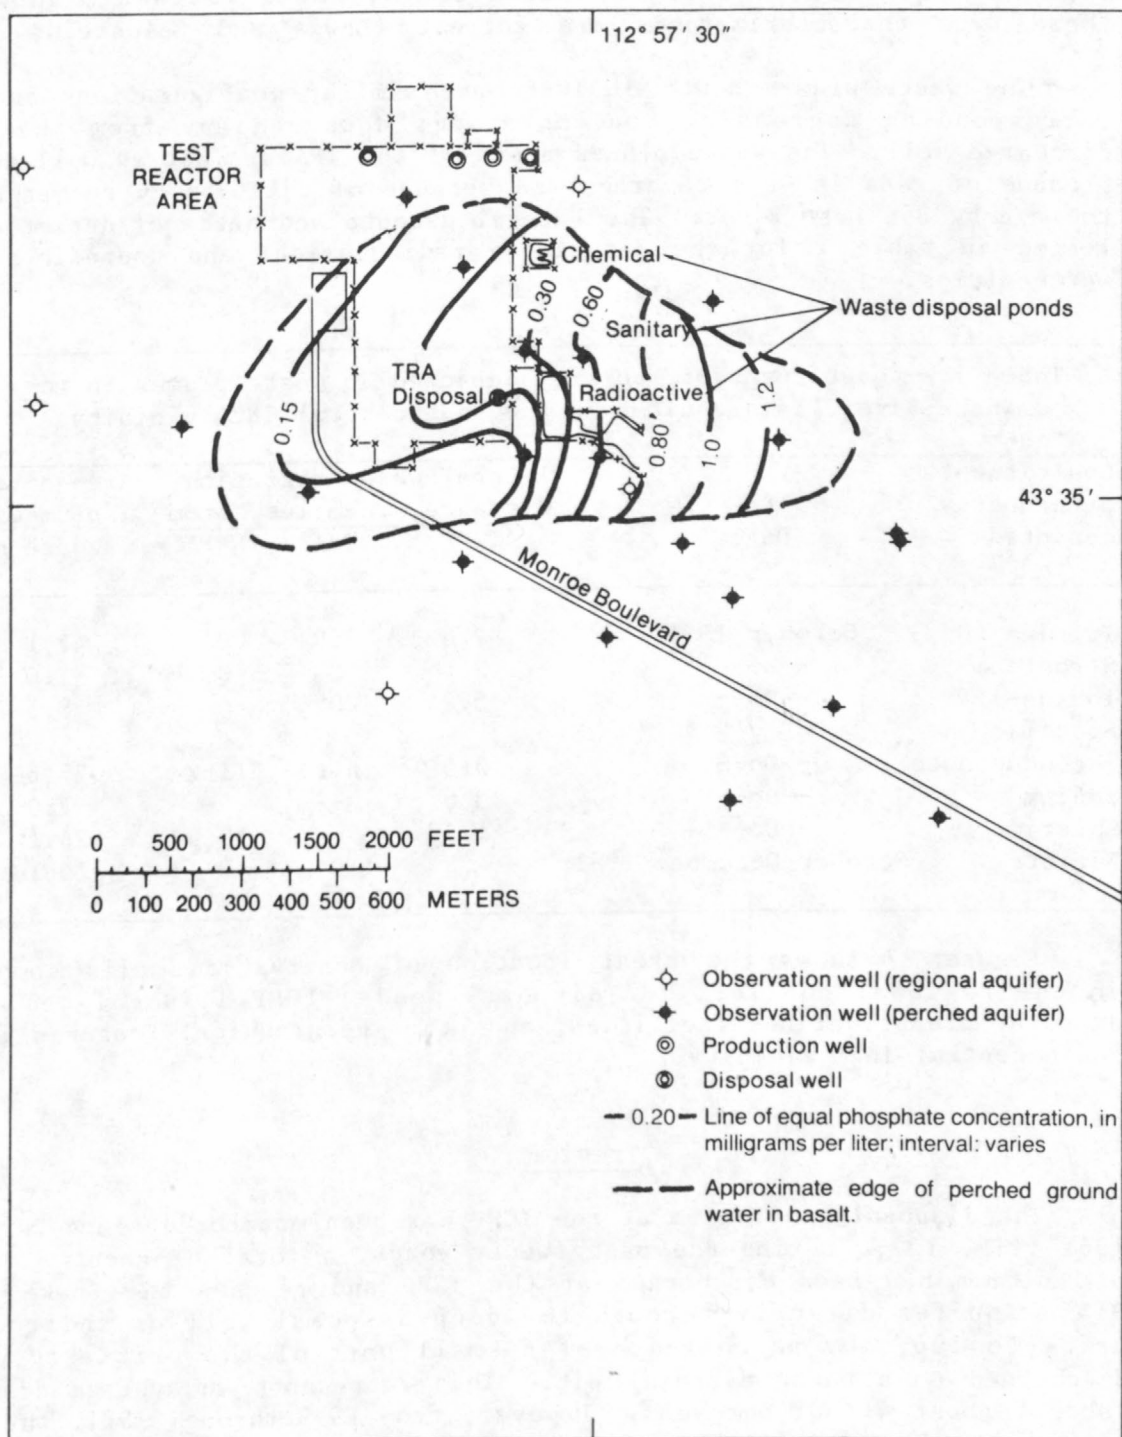 112° 57′ 30″
TEST
REACTOR
AREA
Chemical
0.30
0.60
Sanitary
Waste disposal ponds
TRA
Disposal
Radioactive
1.2
0.15
0.80
1.0
43° 35′
Monroe Boulevard
0 500 1000 1500 2000 FEET
0 100 200 300 400 500 600 METERS
Observation well (regional aquifer)
Observation well (perched aquifer)
Production well
Disposal well
0.20 Line of equal phosphate concentration, in
milligrams per liter; interval: varies
Approximate edge of perched ground
water in basalt.